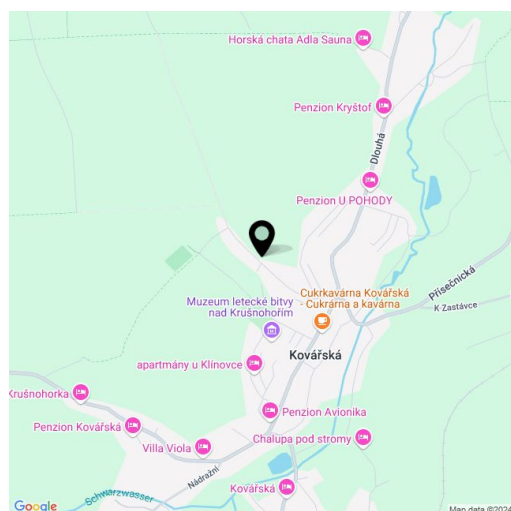 Horská chata Adla Sauna
Penzion Kryštof
Dlouhá
Penzion U POHODY
Přísečnická
K Zastávce
Cukrkavárna Kovářská
- Cukrárna a kavárna
Muzeum letecké bitvy
nad Krušnohořím
Kovářská
apartmány u Klínovce
Krušnohorka
Penzion Avionika
Penzion Kovářská
Chalupa pod stromy
Villa Viola
Nádražní
Kovářská
Schwarzwasser
Google
Map data ©2024